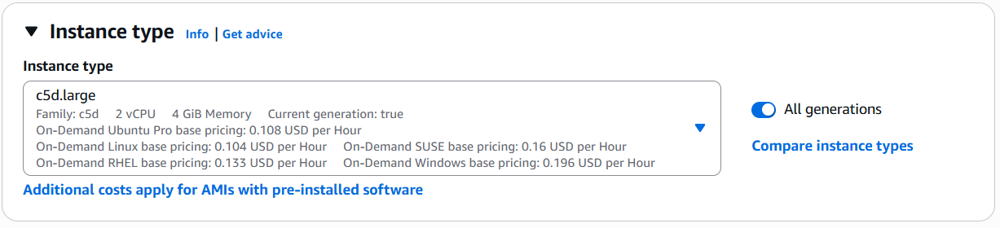 Instance type Info | Get advice
Instance type
c5d.large
Family: c5d 2 vCPU 4 GiB Memory Current generation: true
On-Demand Ubuntu Pro base pricing: 0.108 USD per Hour
On-Demand Linux base pricing: 0.104 USD per Hour On-Demand SUSE base pricing: 0.16 USD per Hour
On-Demand RHEL base pricing: 0.133 USD per Hour On-Demand Windows base pricing: 0.196 USD per Hour
All generations
Compare instance types
Additional costs apply for AMIs with pre-installed software